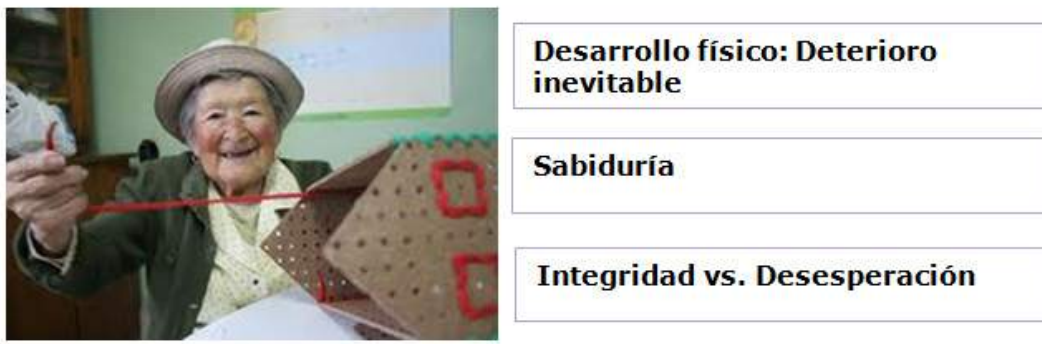 Desarrollo físico: Deterioro
inevitable
Sabiduría
Integridad vs. Desesperación